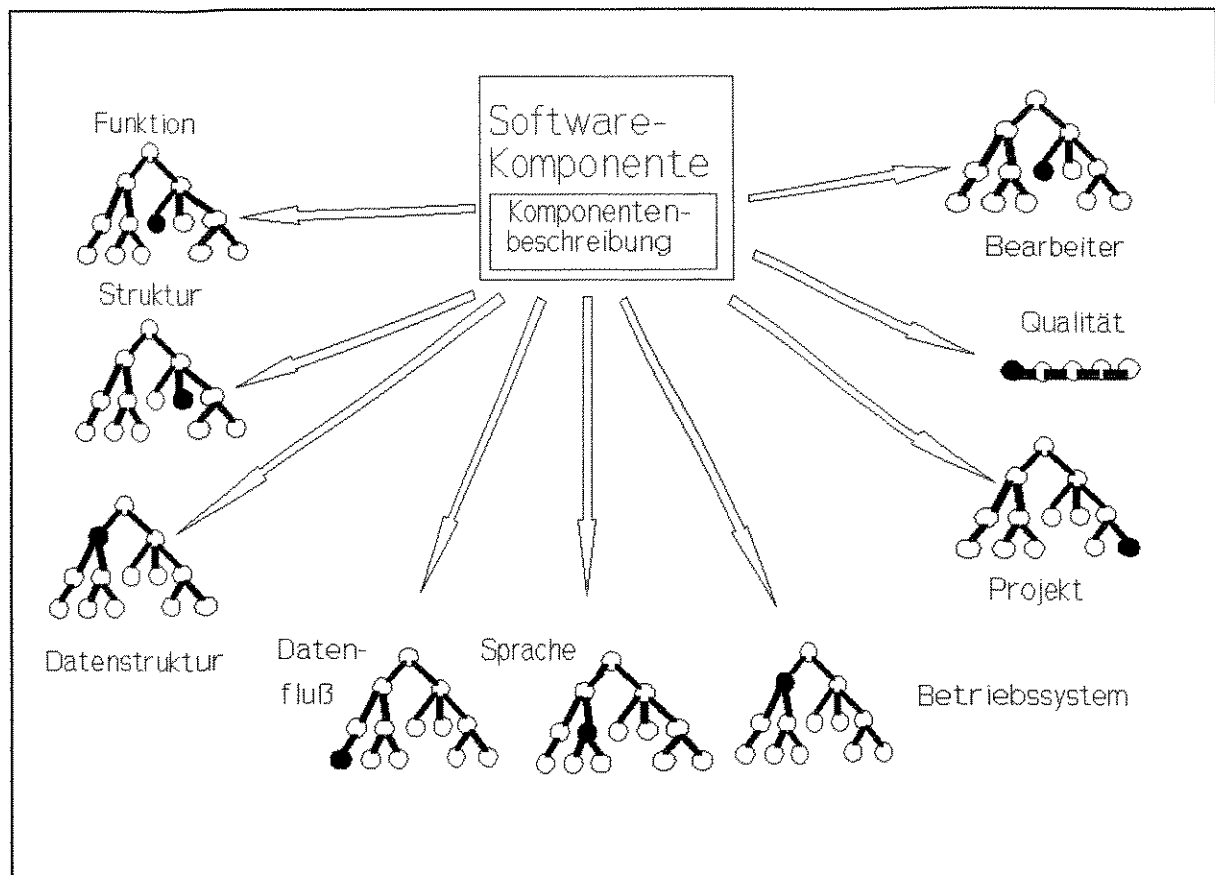 Software-
Komponente
Komponenten-
beschreibung
Funktion
Struktur
Datenstruktur
Daten-
fluß
Sprache
Betriebssystem
Projekt
Qualität
Bearbeiter